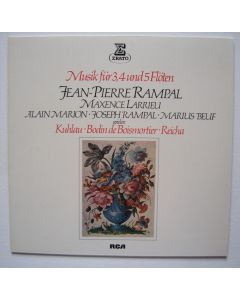 ERATO
Musik für 3,4 und 5 Flöten
JEAN-PIERRE RAMPAL
MAXENCE LARRIEU
ALAIN MARION · JOSEPH RAMPAL · MARIUS BEUF
spielen
Kuhlau · Bodin de Boismortier · Reicha
RCA